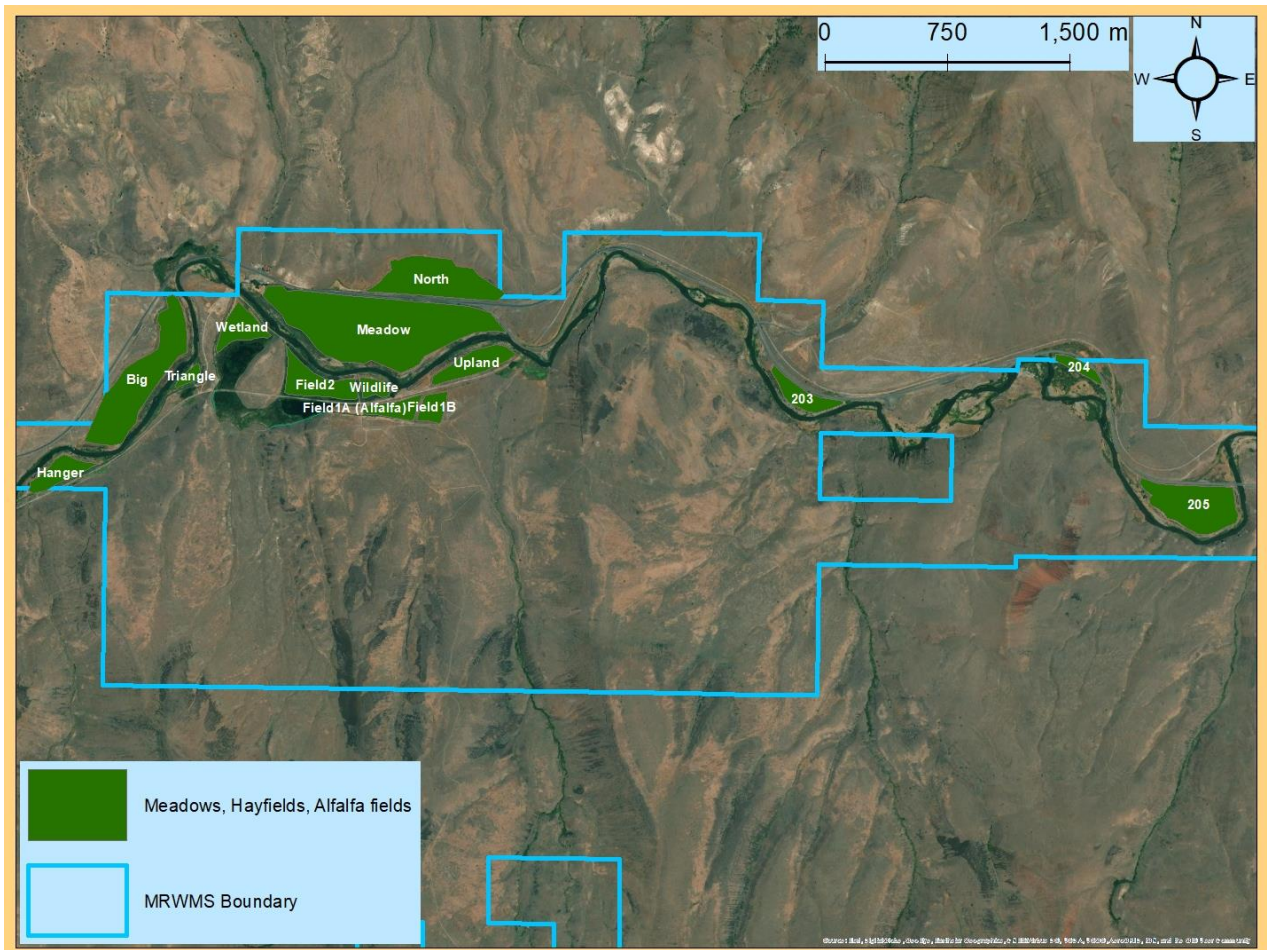 0 750 1,500 m
N
W E
S
North
Wetland
Meadow
Upland
Triangle
Big
Field2
Wildlife
204
203
Field1A (Alfalfa)
Field1B
Hanger
205
Meadows, Hayfields, Alfalfa fields
MRWMS Boundary